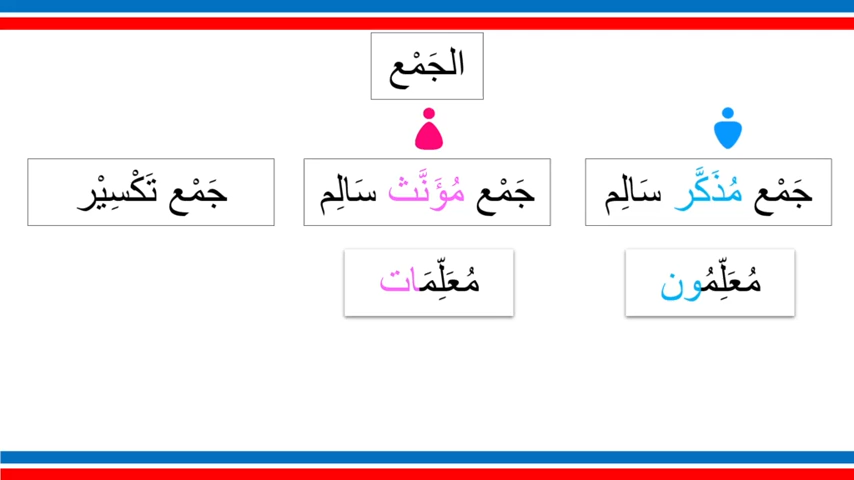 الجَمْع
جَمْع مُذَكَّر سَالِم
جَمْع مُؤَنَّث سَالِم
جَمْع تَكْسِيْر
مُعَلِّمُون
مُعَلِّمَات